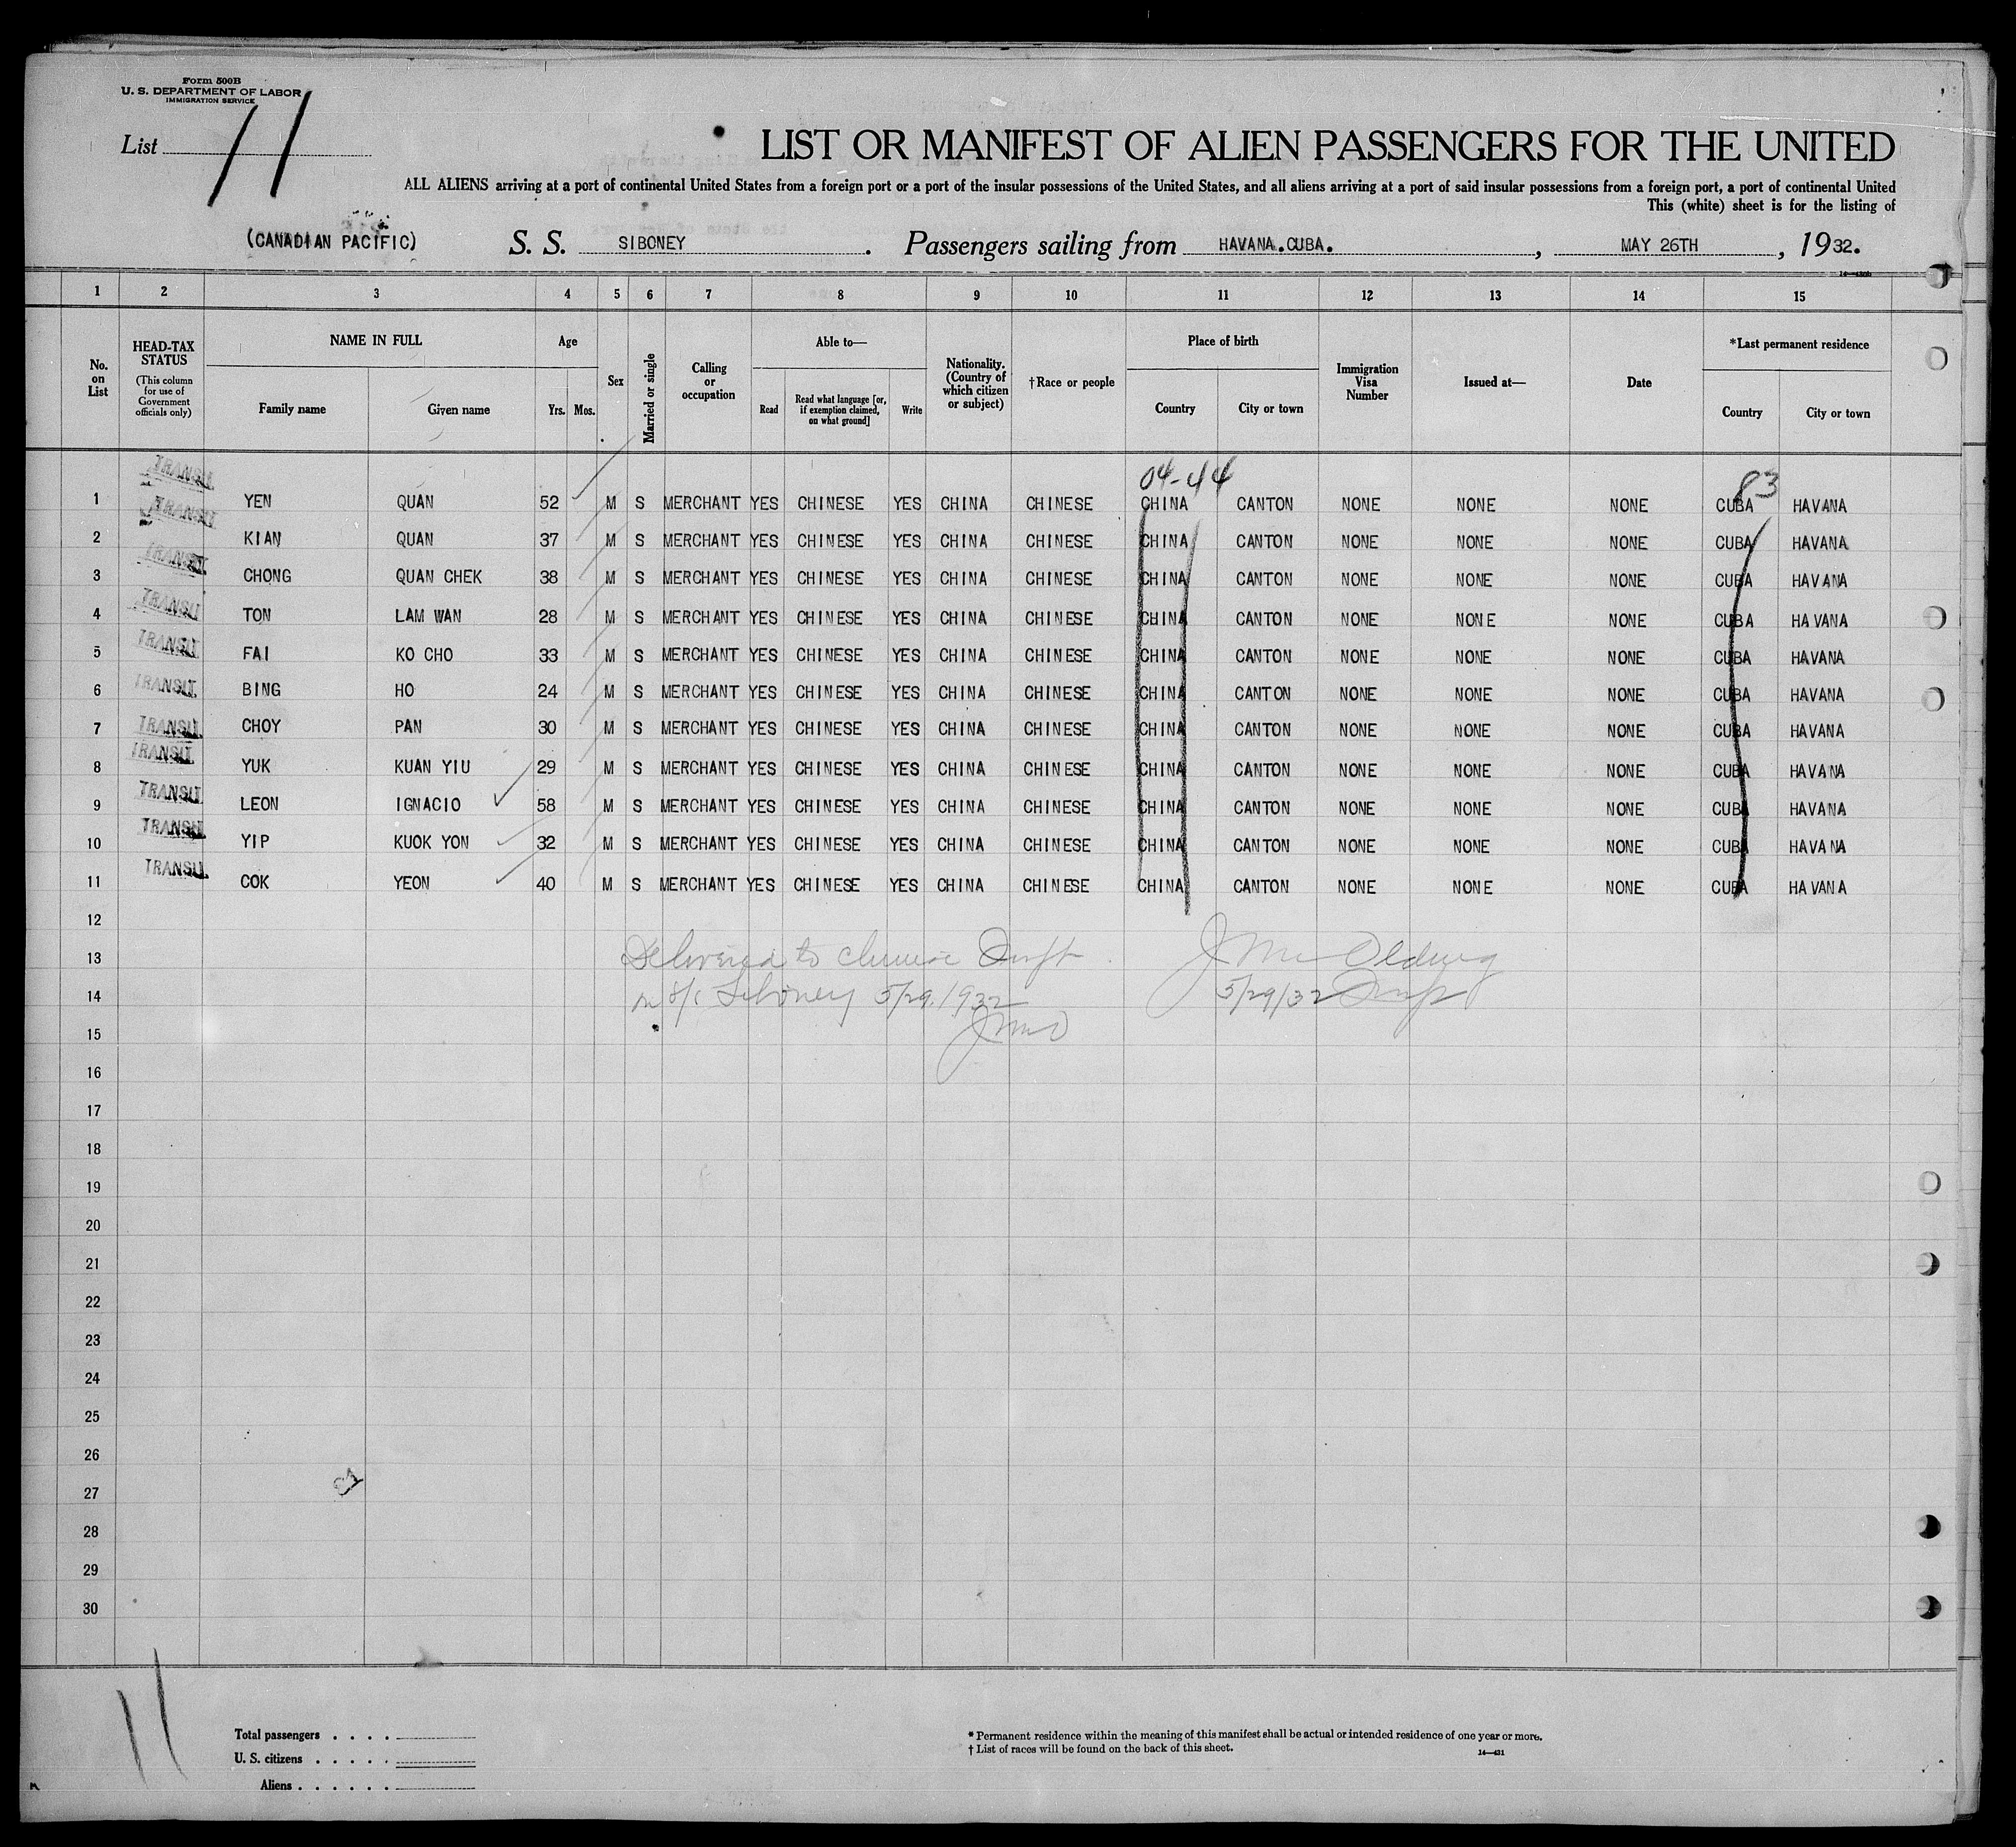 Form 500B
U. S. DEPARTMENT OF LABOR
IMMIGRATION SERVICE
List 11
LIST OR MANIFEST OF ALIEN PASSENGERS FOR THE UNITED
ALL ALIENS arriving at a port of continental United States from a foreign port or a port of the insular possessions of the United States, and all aliens arriving at a port of said insular possessions from a foreign port, a port of continental United
This (white) sheet is for the listing of
(CANADIAN PACIFIC) S. S. SIBONEY. Passengers sailing from HAVANA.CUBA. , MAY 26TH , 1932.
1 2 3 4 5 6 7 8 9 10 11 12 13 14 15
No. on List
HEAD-TAX STATUS
(This column for use of Government officials only)
NAME IN FULL
Family name
Given name
Age
Yrs. Mos.
Sex
Married or single
Calling or occupation
Able to—
Read
Read what language [or, if exemption claimed, on what ground]
Write
Nationality. (Country of which citizen or subject)
†Race or people
Place of birth
Country
City or town
Immigration Visa Number
Issued at—
Date
*Last permanent residence
Country
City or town
04-44 83
1 TRANSIT YEN QUAN 52 M S MERCHANT YES CHINESE YES CHINA CHINESE CHINA CANTON NONE NONE NONE CUBA HAVANA
2 TRANSIT KIAN QUAN 37 M S MERCHANT YES CHINESE YES CHINA CHINESE CHINA CANTON NONE NONE NONE CUBA HAVANA
3 TRANSIT CHONG QUAN CHEK 38 M S MERCHANT YES CHINESE YES CHINA CHINESE CHINA CANTON NONE NONE NONE CUBA HAVANA
4 TRANSIT TON LAM WAN 28 M S MERCHANT YES CHINESE YES CHINA CHINESE CHINA CANTON NONE NONE NONE CUBA HAVANA
5 TRANSIT FAI KO CHO 33 M S MERCHANT YES CHINESE YES CHINA CHINESE CHINA CANTON NONE NONE NONE CUBA HAVANA
6 TRANSIT BING HO 24 M S MERCHANT YES CHINESE YES CHINA CHINESE CHINA CANTON NONE NONE NONE CUBA HAVANA
7 TRANSIT CHOY PAN 30 M S MERCHANT YES CHINESE YES CHINA CHINESE CHINA CANTON NONE NONE NONE CUBA HAVANA
8 TRANSIT YUK KUAN YIU 29 M S MERCHANT YES CHINESE YES CHINA CHINESE CHINA CANTON NONE NONE NONE CUBA HAVANA
9 TRANSIT LEON IGNACIO 58 M S MERCHANT YES CHINESE YES CHINA CHINESE CHINA CANTON NONE NONE NONE CUBA HAVANA
10 TRANSIT YIP KUOK YON 32 M S MERCHANT YES CHINESE YES CHINA CHINESE CHINA CANTON NONE NONE NONE CUBA HAVANA
11 TRANSIT COK YEON 40 M S MERCHANT YES CHINESE YES CHINA CHINESE CHINA CANTON NONE NONE NONE CUBA HAVANA
12
13 Delivered to Chinese Insp
14 Siboney 5/29.1932 5/29/32 Insp
15
16
17
18
19
20
21
22
23
24
25
26
27
28
29
30
11
Total passengers
U. S. citizens
Aliens
* Permanent residence within the meaning of this manifest shall be actual or intended residence of one year or more.
† List of races will be found on the back of this sheet.
14—431